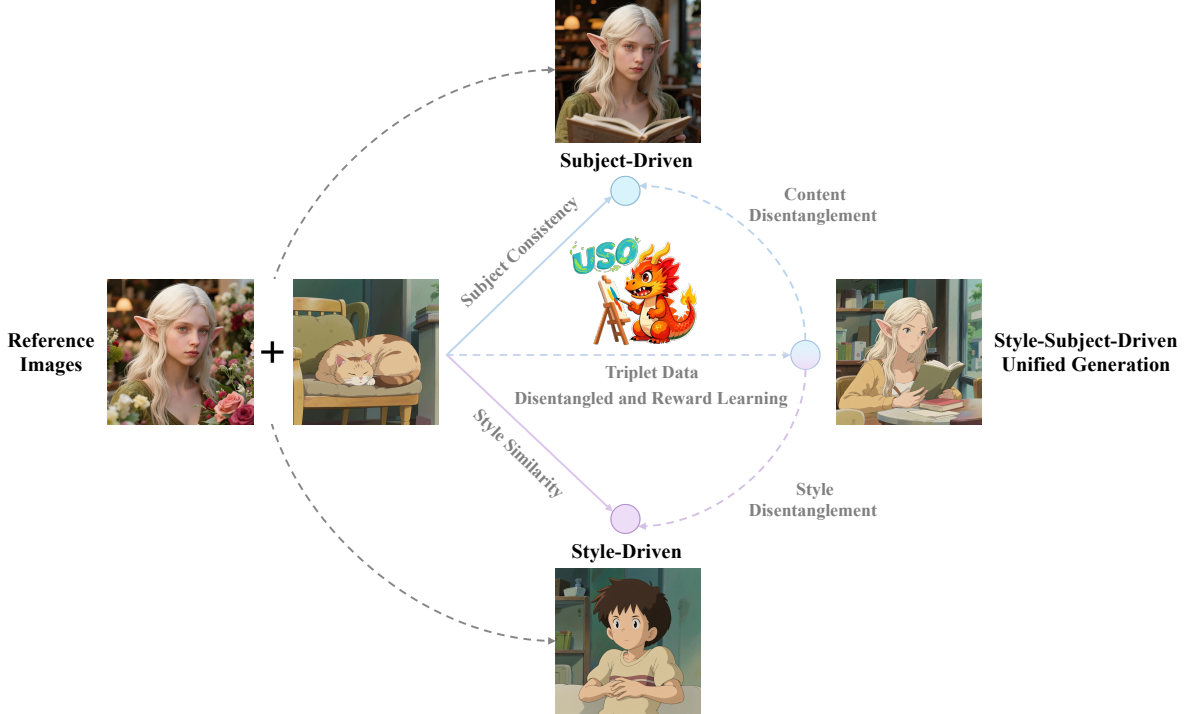 Subject-Driven
Content
Disentanglement
Subject Consistency
USO
Reference
Images
+
Style-Subject-Driven
Unified Generation
Triplet Data
Disentangled and Reward Learning
Style Similarity
Style
Disentanglement
Style-Driven